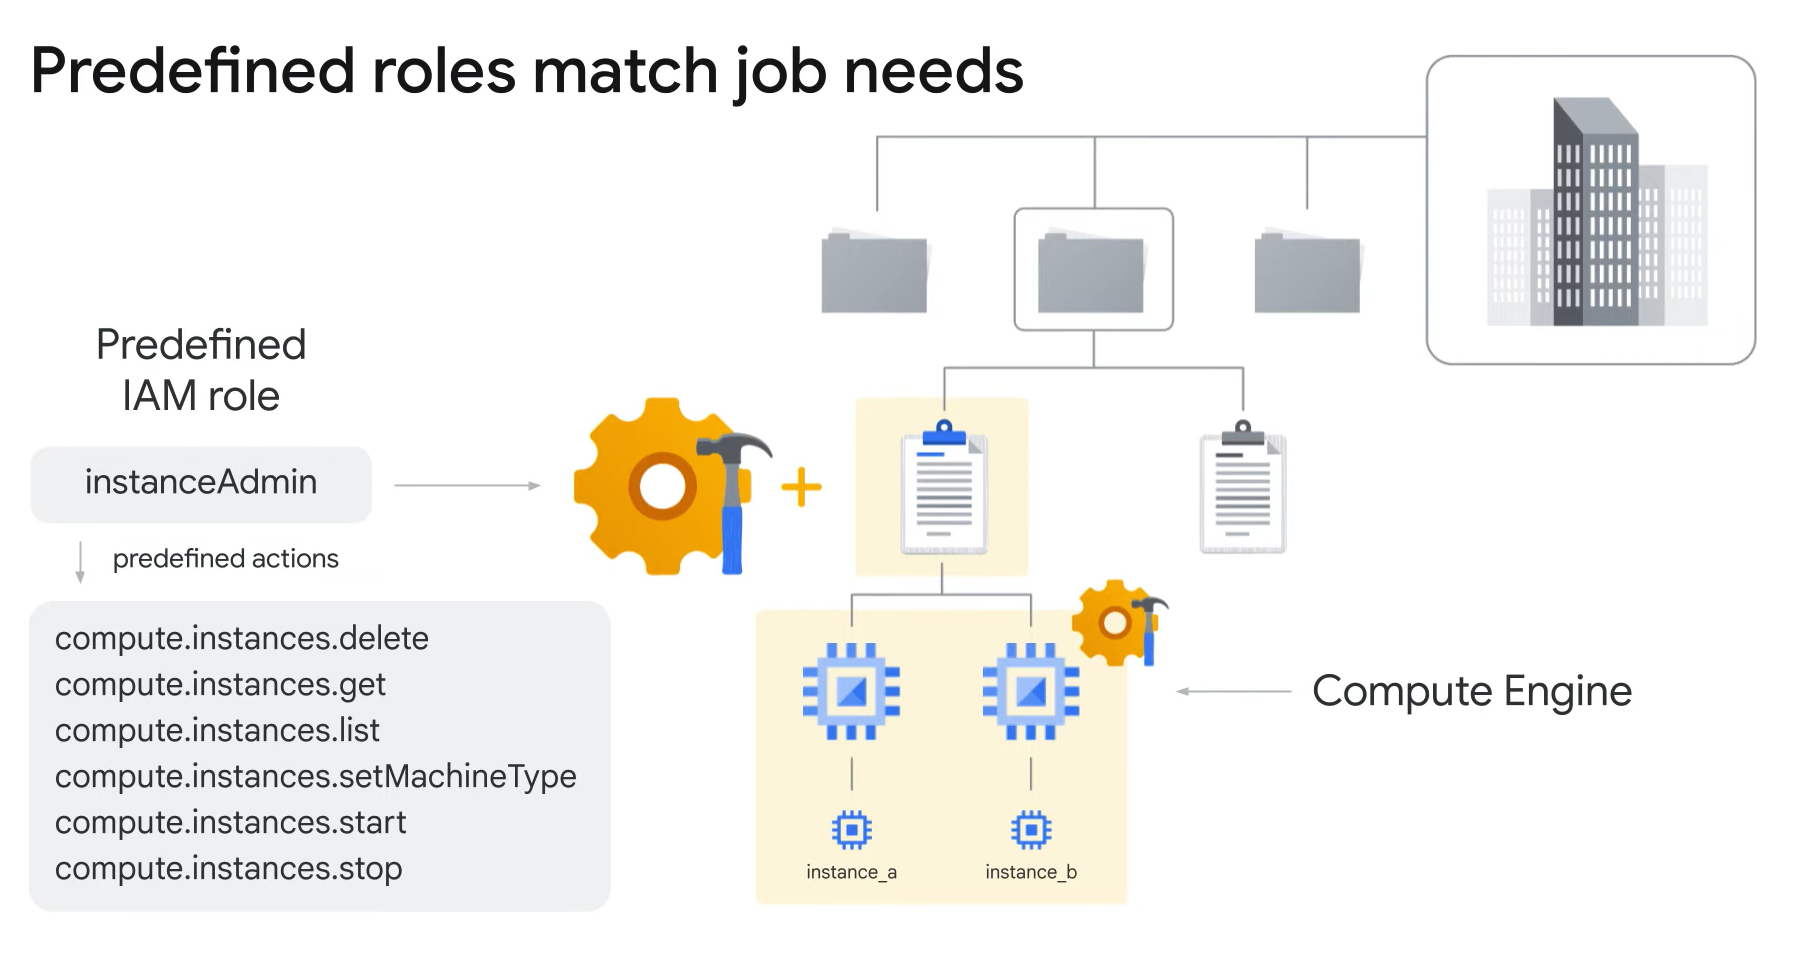 Predefined roles match job needs
Predefined
IAM role
instanceAdmin
predefined actions
compute.instances.delete
compute.instances.get
compute.instances.list
compute.instances.setMachineType
compute.instances.start
compute.instances.stop
Compute Engine
instance_a
instance_b